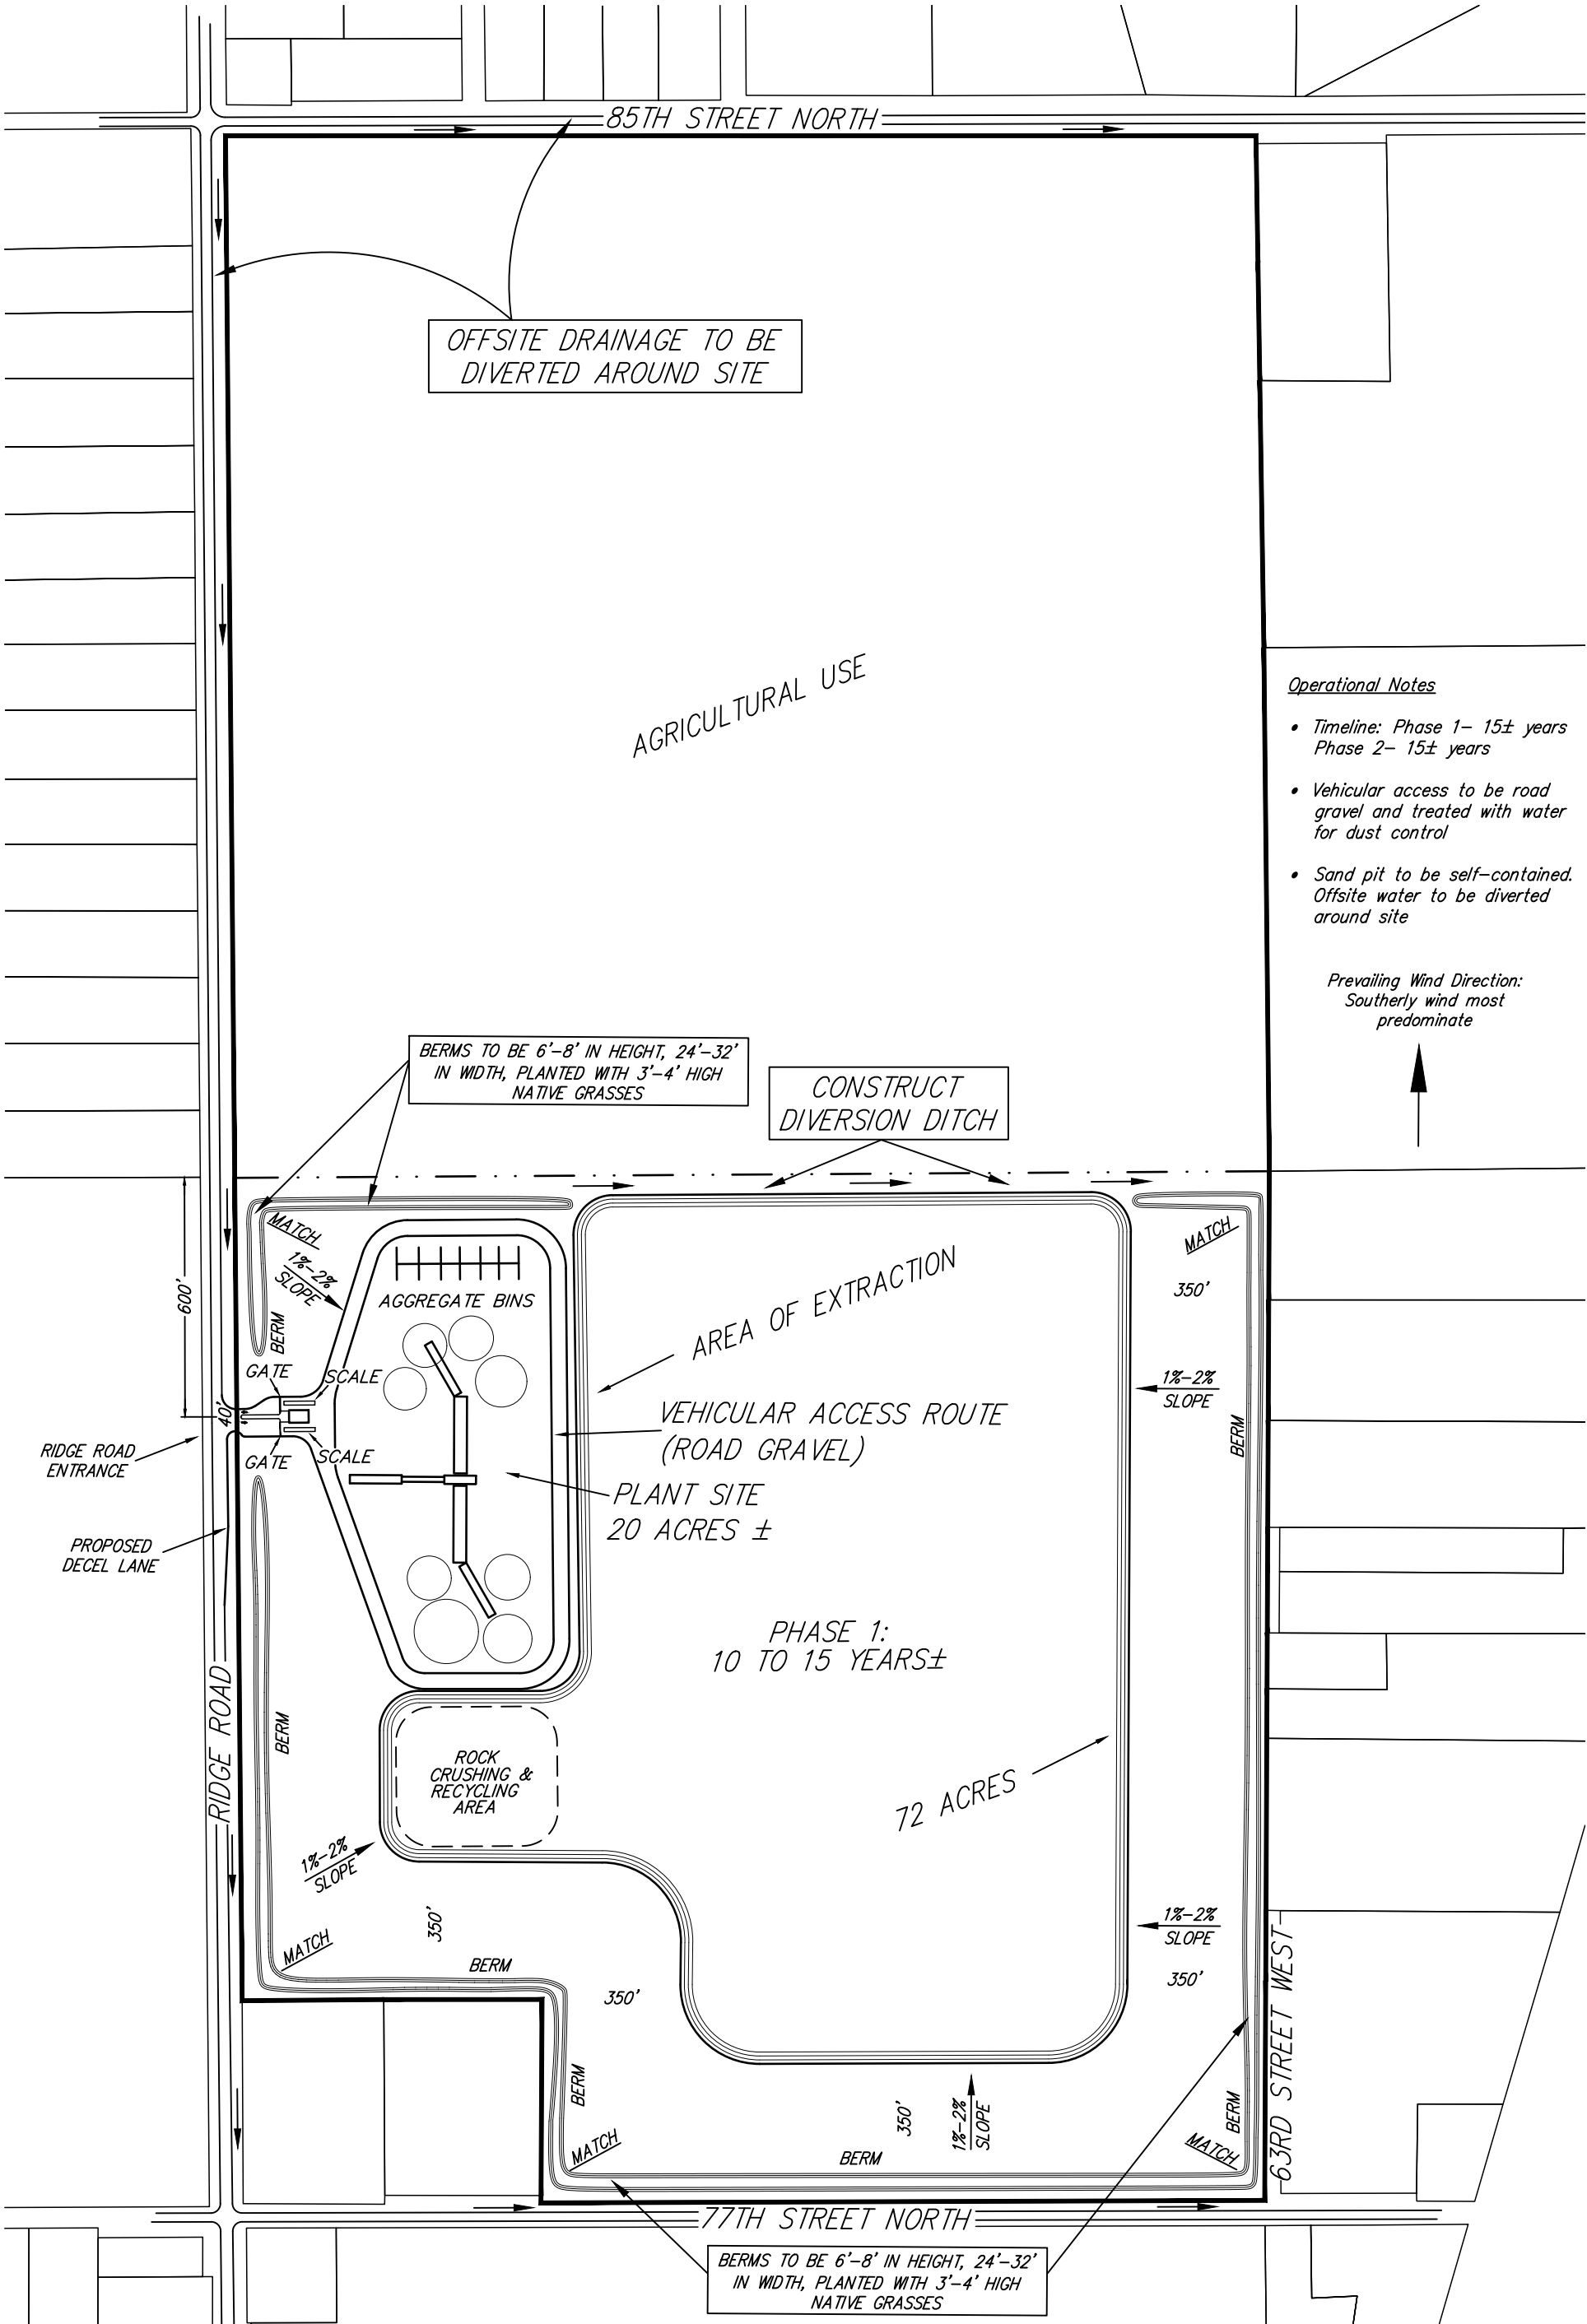 85TH STREET NORTH
OFFSITE DRAINAGE TO BE
DIVERTED AROUND SITE
AGRICULTURAL USE
Operational Notes
• Timeline: Phase 1– 15± years
Phase 2– 15± years
• Vehicular access to be road
gravel and treated with water
for dust control
• Sand pit to be self–contained.
Offsite water to be diverted
around site
Prevailing Wind Direction:
Southerly wind most
predominate
BERMS TO BE 6'–8' IN HEIGHT, 24'–32'
IN WIDTH, PLANTED WITH 3'–4' HIGH
NATIVE GRASSES
CONSTRUCT
DIVERSION DITCH
600'
MATCH
1%–2%
SLOPE
BERM
AGGREGATE BINS
AREA OF EXTRACTION
MATCH
350'
GATE
SCALE
40'
1%–2%
SLOPE
VEHICULAR ACCESS ROUTE
(ROAD GRAVEL)
BERM
RIDGE ROAD
ENTRANCE
GATE
SCALE
PLANT SITE
20 ACRES ±
PROPOSED
DECEL LANE
PHASE 1:
10 TO 15 YEARS±
RIDGE ROAD
BERM
ROCK
CRUSHING &
RECYCLING
AREA
72 ACRES
1%–2%
SLOPE
350'
MATCH
BERM
350'
1%–2%
SLOPE
350'
63RD STREET WEST
BERM
MATCH
350'
1%–2%
SLOPE
BERM
BERM
MATCH
77TH STREET NORTH
BERMS TO BE 6'–8' IN HEIGHT, 24'–32'
IN WIDTH, PLANTED WITH 3'–4' HIGH
NATIVE GRASSES